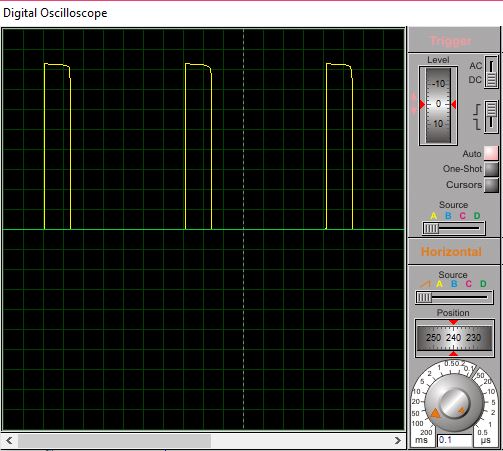 Digital Oscilloscope
Trigger
Level
AC
DC
-10
0
10
Auto
One-Shot
Cursors
Source
A B C D
Horizontal
Source
A B C D
Position
250 240 230
0.5 0.2 0.1
1 50
2 20
5 10
10 5
20 2
50 1
100 0.5
200
ms 0.1 µs